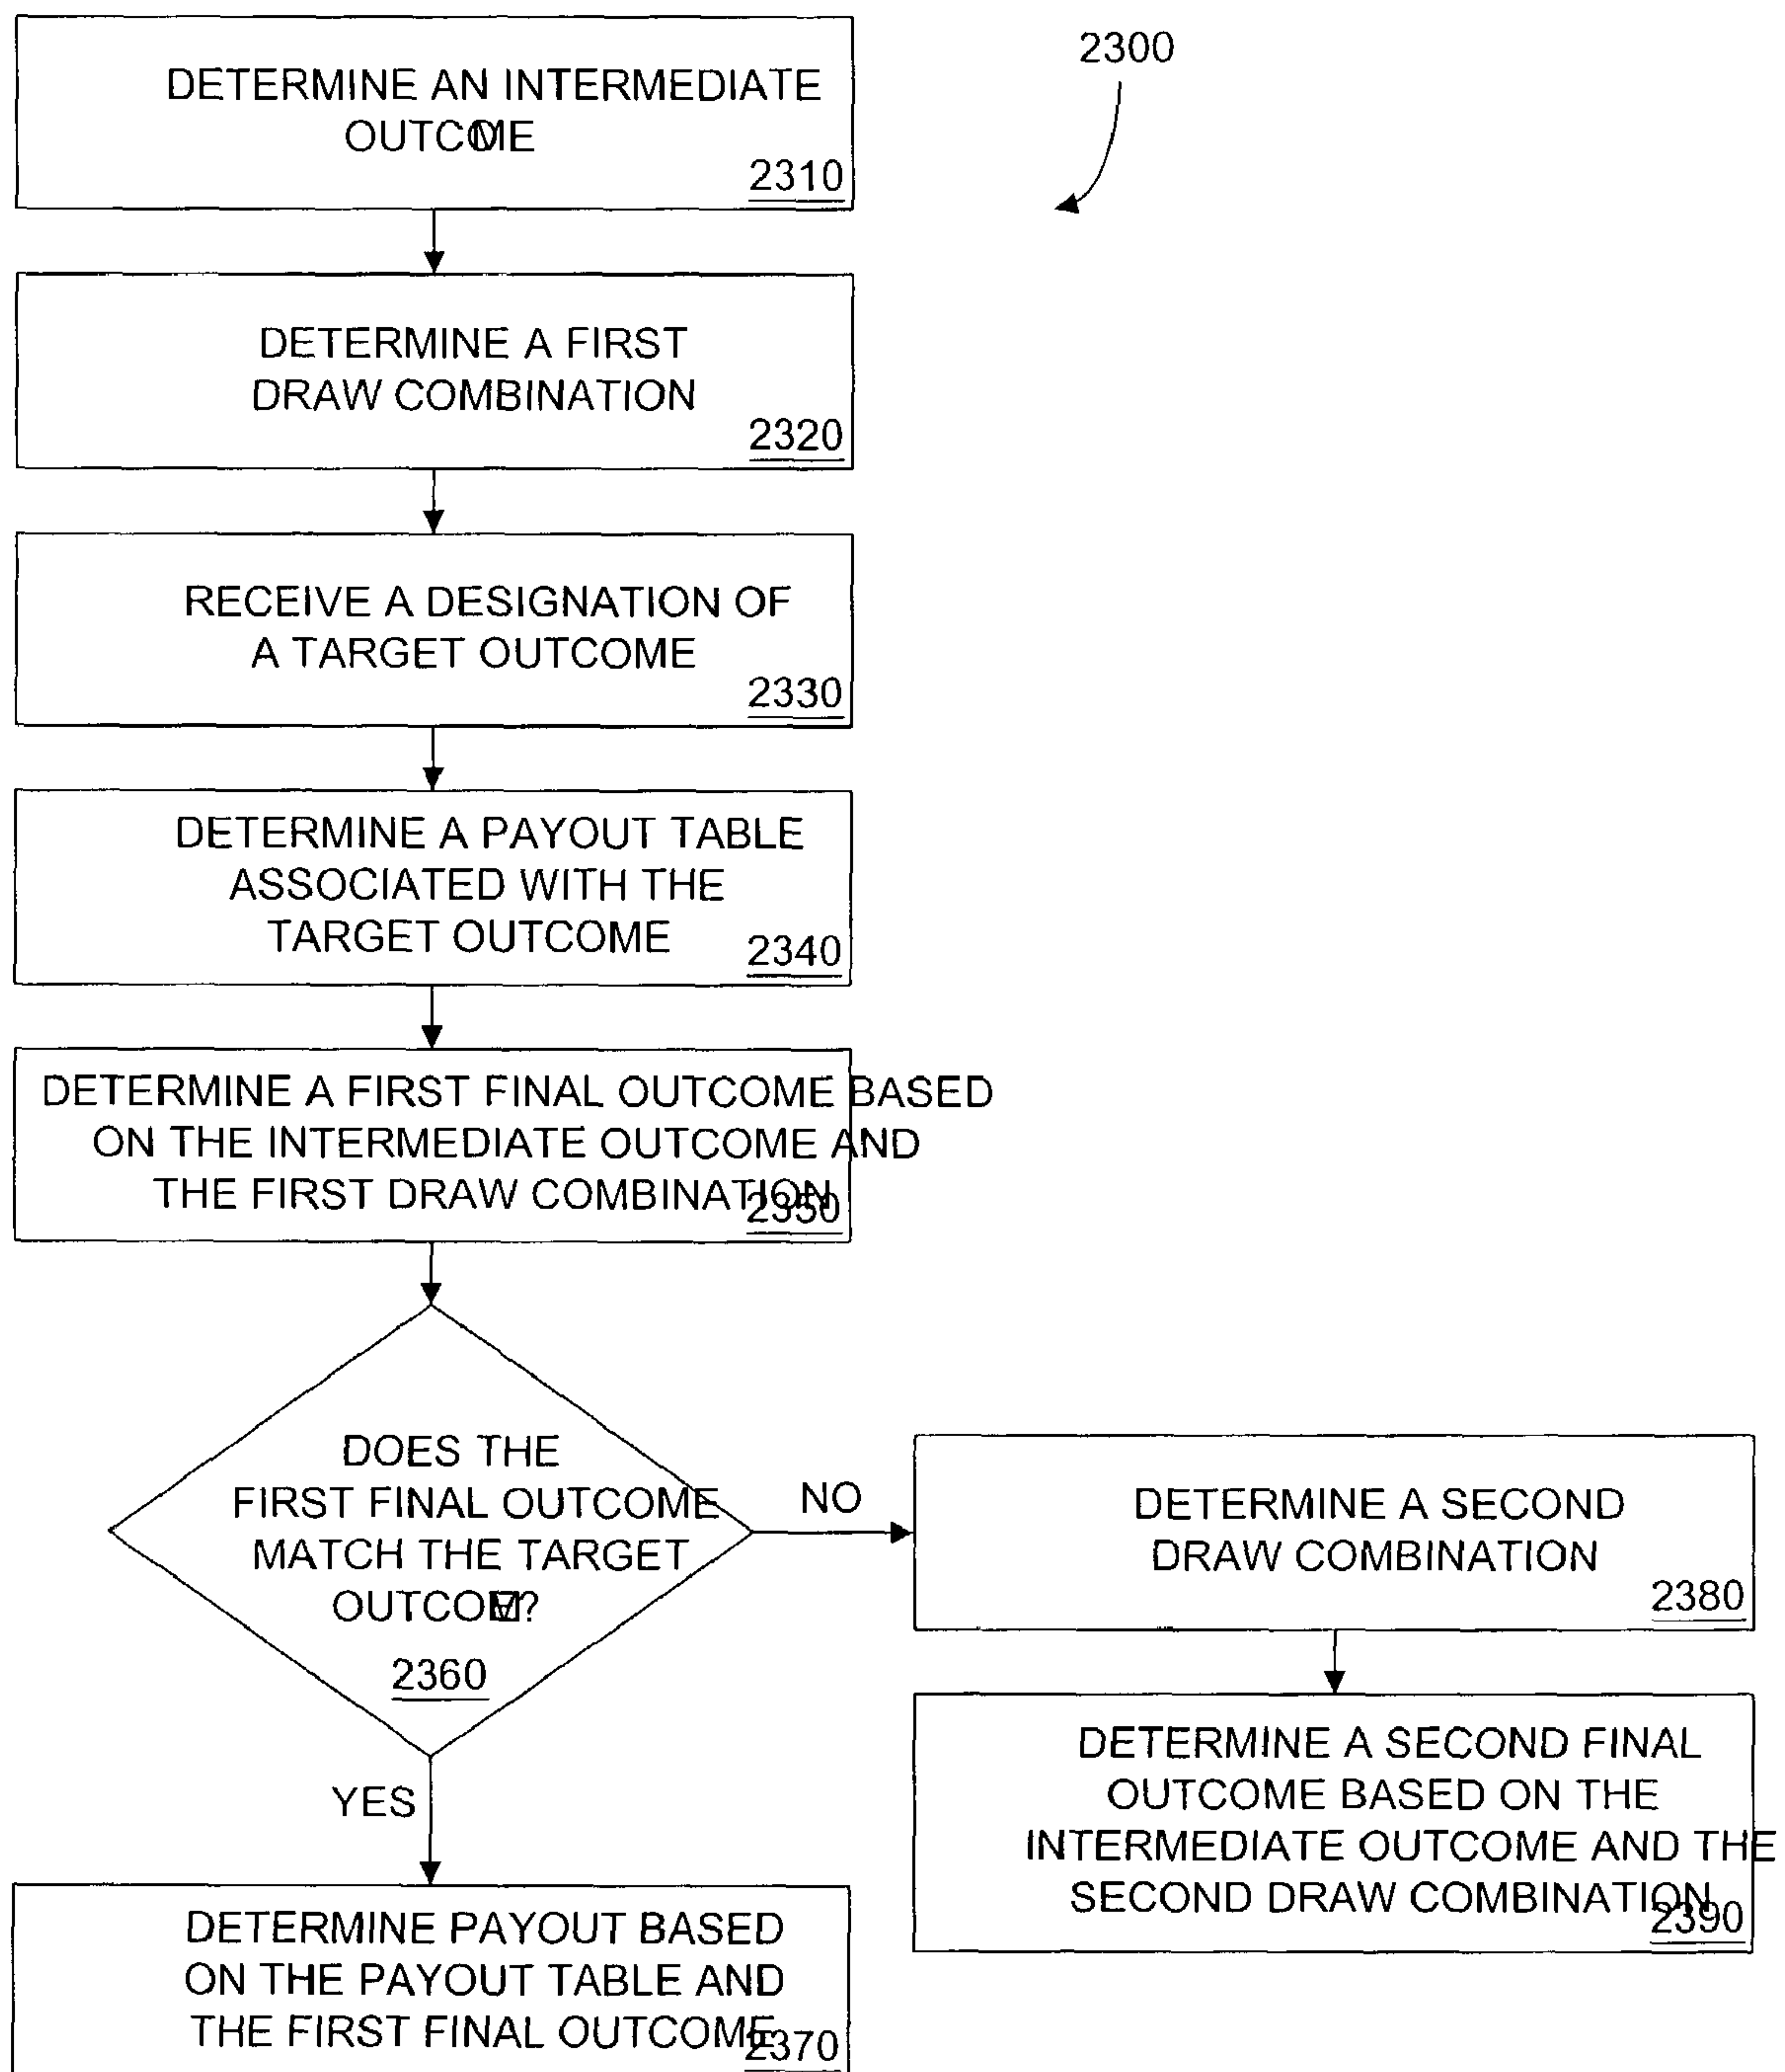 2300
DETERMINE AN INTERMEDIATE
OUTCOME
2310
DETERMINE A FIRST
DRAW COMBINATION
2320
RECEIVE A DESIGNATION OF
A TARGET OUTCOME
2330
DETERMINE A PAYOUT TABLE
ASSOCIATED WITH THE
TARGET OUTCOME
2340
DETERMINE A FIRST FINAL OUTCOME BASED
ON THE INTERMEDIATE OUTCOME AND
THE FIRST DRAW COMBINATION
2350
DOES THE
FIRST FINAL OUTCOME
MATCH THE TARGET
OUTCOME?
2360
NO
DETERMINE A SECOND
DRAW COMBINATION
2380
DETERMINE A SECOND FINAL
OUTCOME BASED ON THE
INTERMEDIATE OUTCOME AND THE
SECOND DRAW COMBINATION
2390
YES
DETERMINE PAYOUT BASED
ON THE PAYOUT TABLE AND
THE FIRST FINAL OUTCOME
2370